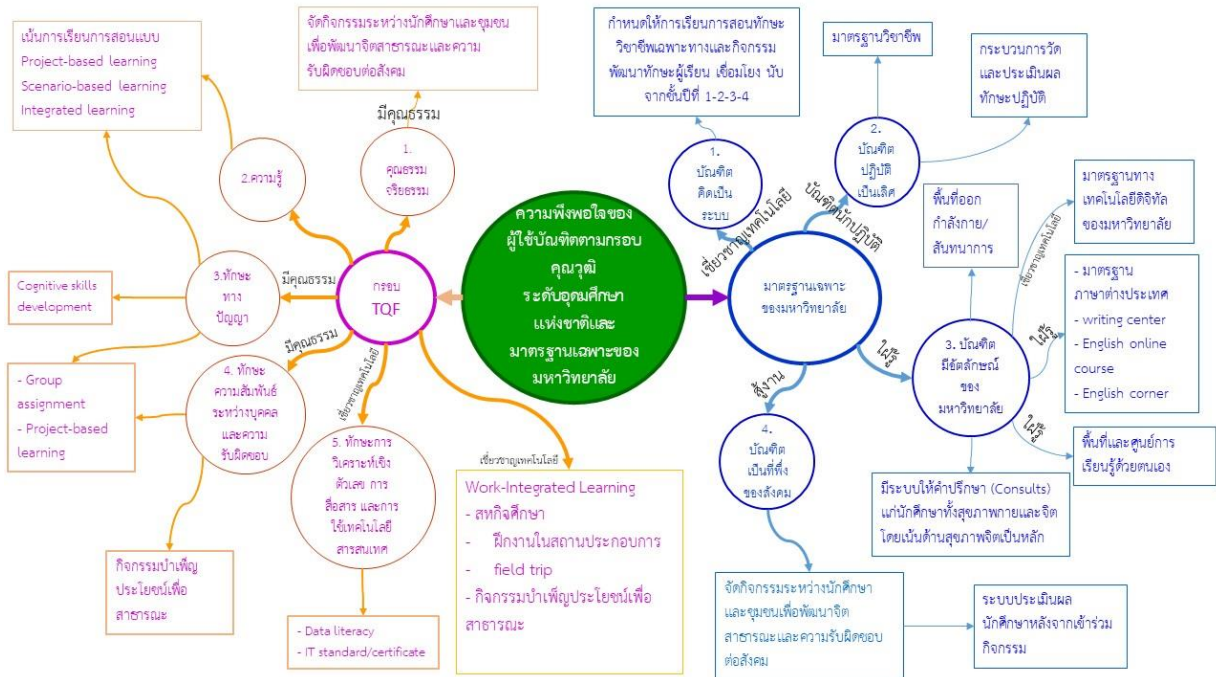 เน้นการเรียนการสอนแบบ
Project-based learning
Scenario-based learning
Integrated learning
จัดกิจกรรมระหว่างนักศึกษาและชุมชน
เพื่อพัฒนาจิตสาธารณะและความ
รับผิดชอบต่อสังคม
มีคุณธรรม
1.
คุณธรรม
จริยธรรม
2.ความรู้
3.ทักษะ
ทาง
ปัญญา
มีคุณธรรม
Cognitive skills
development
กรอบ
TQF
มีคุณธรรม
- Group
assignment
- Project-based
learning
4. ทักษะ
ความสัมพันธ์
ระหว่างบุคคล
และความ
รับผิดชอบ
กิจกรรมบำเพ็ญ
ประโยชน์เพื่อ
สาธารณะ
เชี่ยวชาญเทคโนโลยี
5. ทักษะการ
วิเคราะห์เชิง
ตัวเลข การ
สื่อสาร และการ
ใช้เทคโนโลยี
สารสนเทศ
- Data literacy
- IT standard/certificate
เชี่ยวชาญเทคโนโลยี
Work-Integrated Learning
- สหกิจศึกษา
- ฝึกงานในสถานประกอบการ
- field trip
- กิจกรรมบำเพ็ญประโยชน์เพื่อ
สาธารณะ
ความพึงพอใจของ
ผู้ใช้บัณฑิตตามกรอบ
คุณวุฒิ
ระดับอุดมศึกษา
แห่งชาติและ
มาตรฐานเฉพาะของ
มหาวิทยาลัย
กำหนดให้การเรียนการสอนทักษะ
วิชาชีพเฉพาะทางและกิจกรรม
พัฒนาทักษะผู้เรียน เชื่อมโยง นับ
จากชั้นปีที่ 1-2-3-4
มาตรฐานวิชาชีพ
กระบวนการวัด
และประเมินผล
ทักษะปฏิบัติ
1.
บัณฑิต
คิดเป็น
ระบบ
2.
บัณฑิต
ปฏิบัติ
เป็นเลิศ
เชี่ยวชาญเทคโนโลยี
บัณฑิตนักปฏิบัติ
มาตรฐานเฉพาะ
ของมหาวิทยาลัย
พื้นที่ออก
กำลังกาย/
สันทนาการ
เชี่ยวชาญเทคโนโลยี
มาตรฐานทาง
เทคโนโลยีดิจิทัล
ของมหาวิทยาลัย
- มาตรฐาน
ภาษาต่างประเทศ
- writing center
- English online
course
- English corner
ใฝ่รู้
ใฝ่รู้
3. บัณฑิต
มีอัตลักษณ์
ของ
มหาวิทยาลัย
ใฝ่รู้
พื้นที่และศูนย์การ
เรียนรู้ด้วยตนเอง
สู้งาน
4.
บัณฑิต
เป็นที่พึ่ง
ของสังคม
มีระบบให้คำปรึกษา (Consults)
แก่นักศึกษาทั้งสุขภาพกายและจิต
โดยเน้นด้านสุขภาพจิตเป็นหลัก
จัดกิจกรรมระหว่างนักศึกษา
และชุมชนเพื่อพัฒนาจิต
สาธารณะและความรับผิดชอบ
ต่อสังคม
ระบบประเมินผล
นักศึกษาหลังจากเข้าร่วม
กิจกรรม